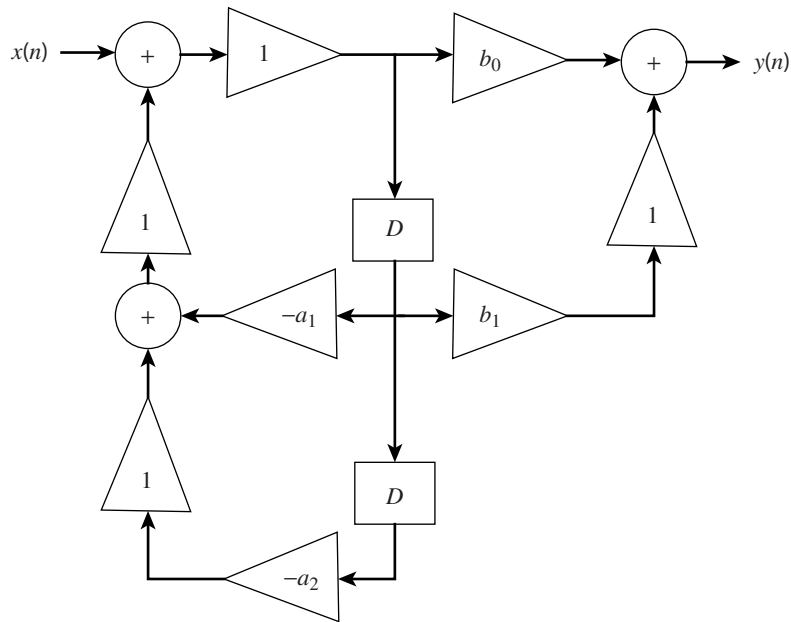 x(n) + 1 b₀ + y(n)
1 D 1
+ −a₁ b₁
1 D
−a₂